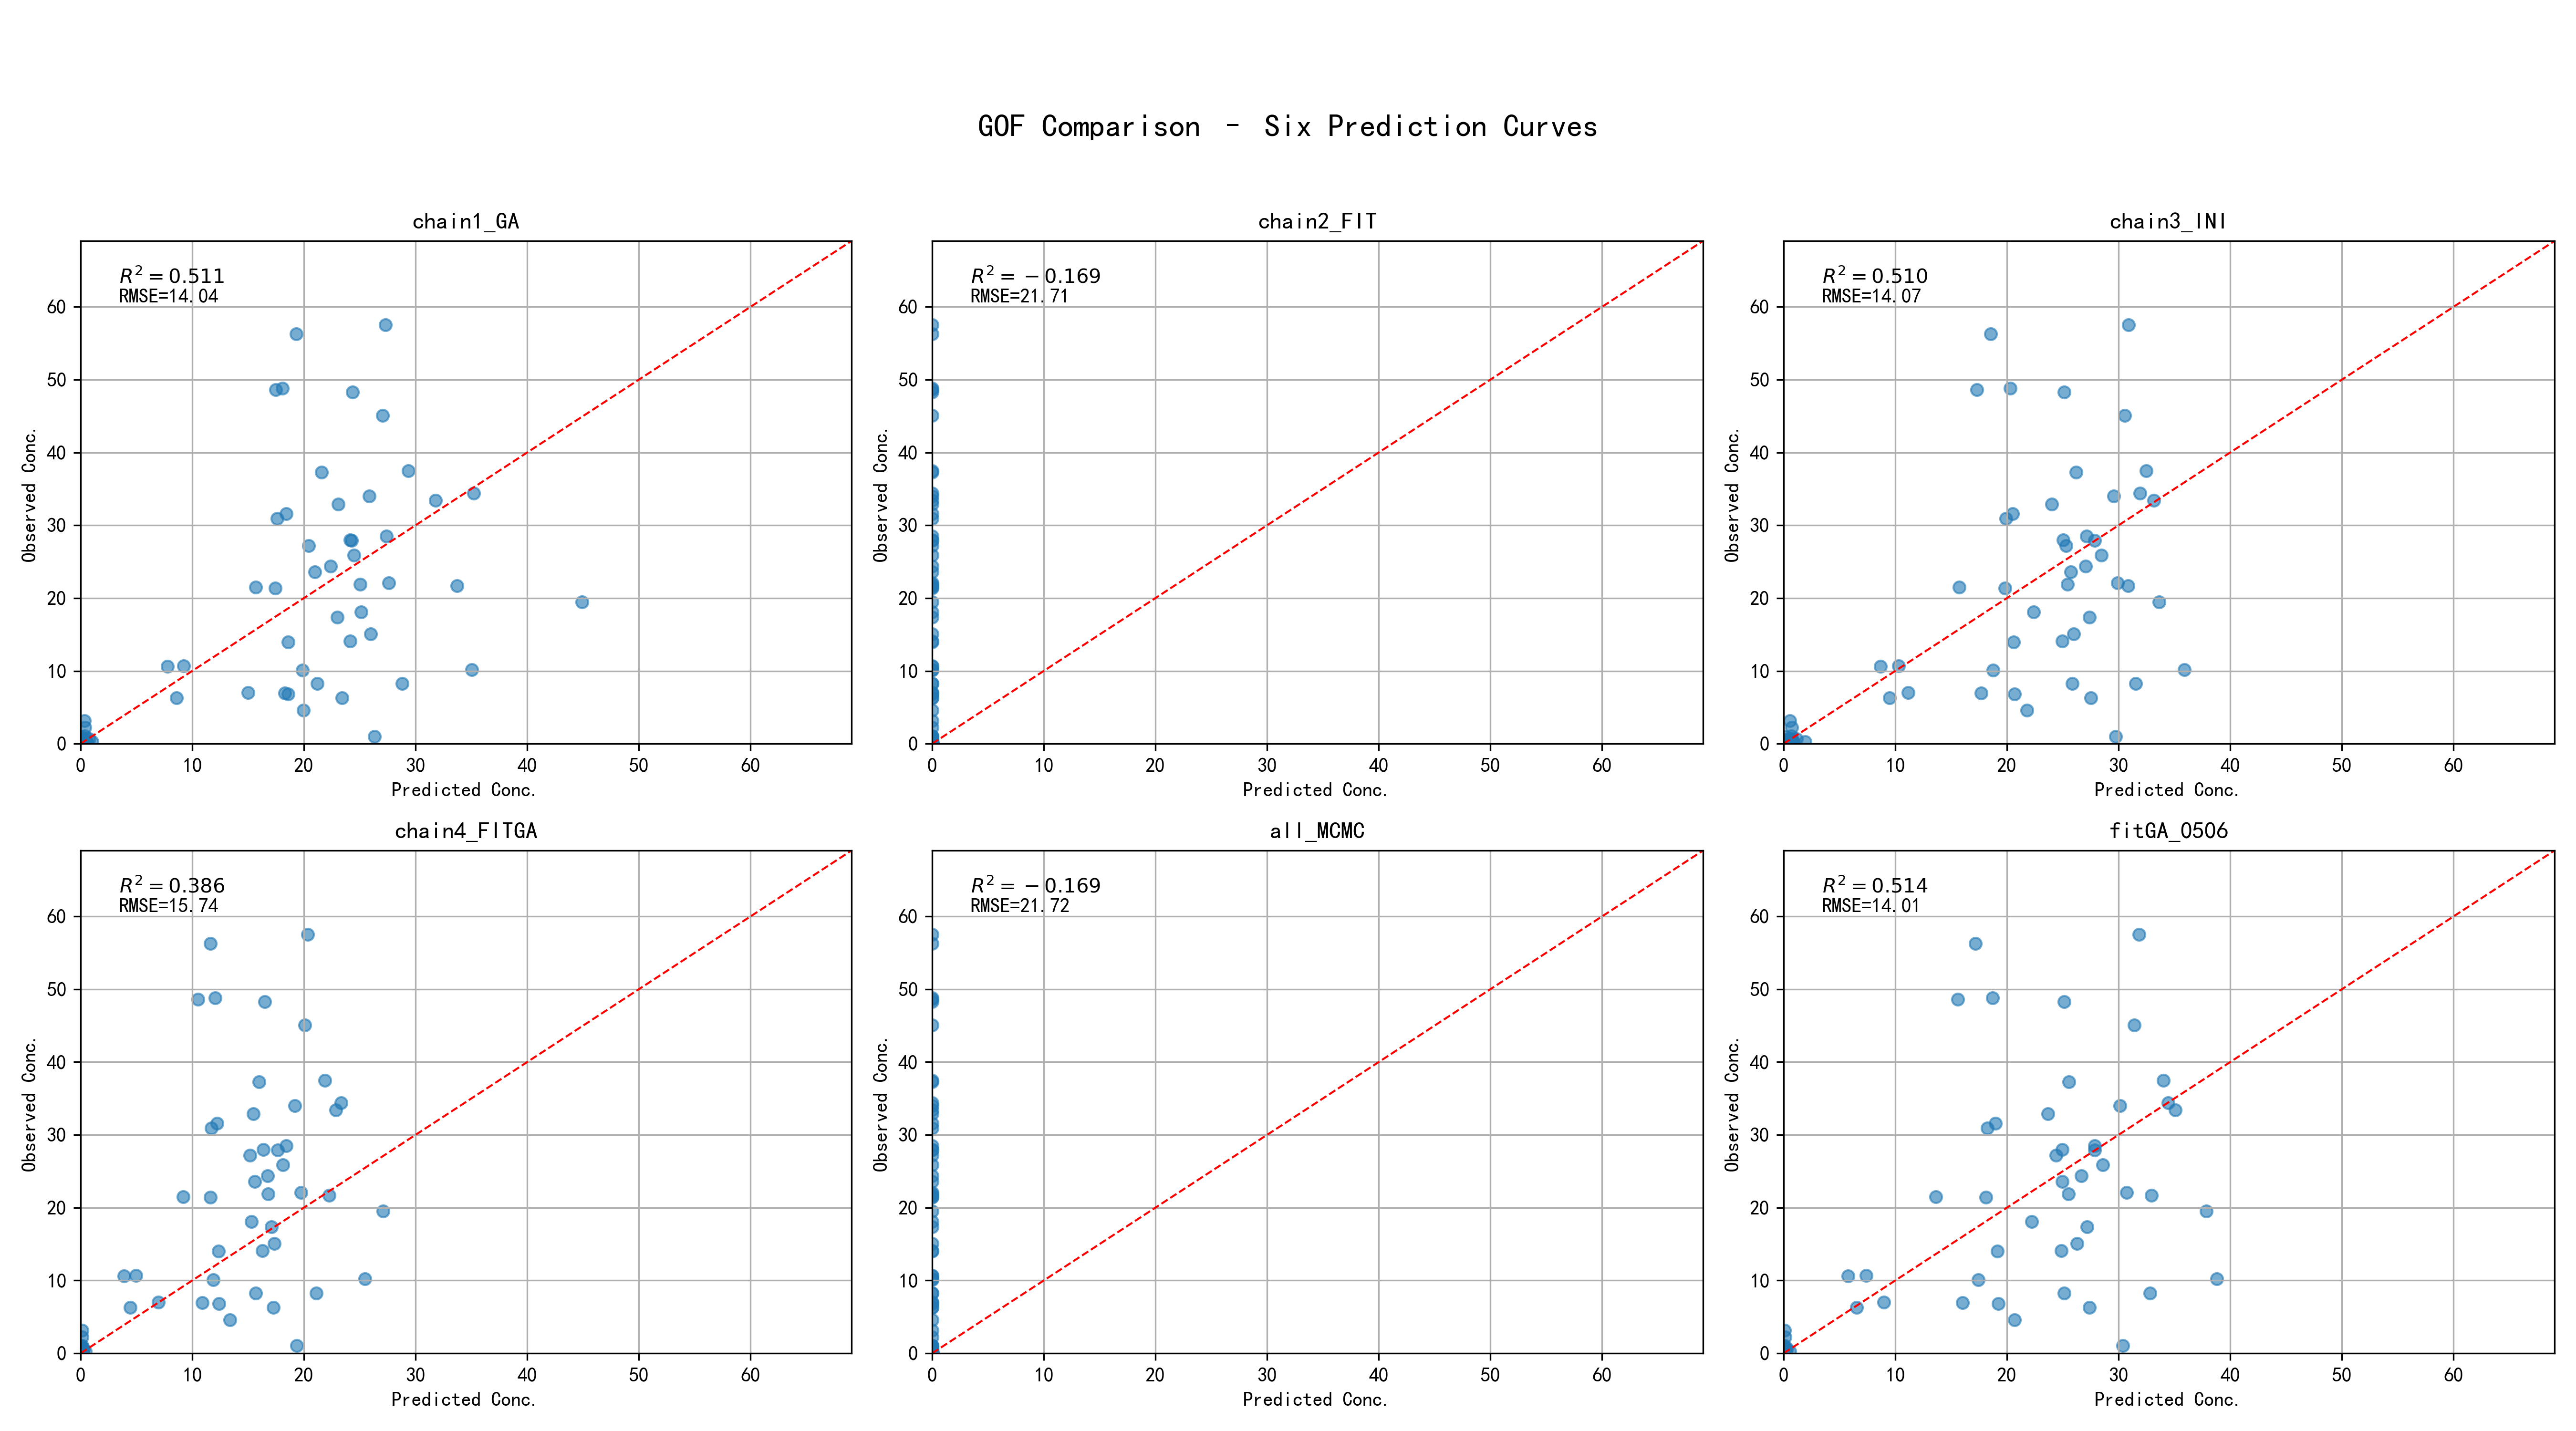 GOF Comparison – Six Prediction Curves
chain1_GA
R² = 0.511
RMSE=14.04
Observed Conc.
60
50
40
30
20
10
0
0 10 20 30 40 50 60
Predicted Conc.
chain2_FIT
R² = −0.169
RMSE=21.71
Observed Conc.
60
50
40
30
20
10
0
0 10 20 30 40 50 60
Predicted Conc.
chain3_INI
R² = 0.510
RMSE=14.07
Observed Conc.
60
50
40
30
20
10
0
0 10 20 30 40 50 60
Predicted Conc.
chain4_FITGA
R² = 0.386
RMSE=15.74
Observed Conc.
60
50
40
30
20
10
0
0 10 20 30 40 50 60
Predicted Conc.
all_MCMC
R² = −0.169
RMSE=21.72
Observed Conc.
60
50
40
30
20
10
0
0 10 20 30 40 50 60
Predicted Conc.
fitGA_0506
R² = 0.514
RMSE=14.01
Observed Conc.
60
50
40
30
20
10
0
0 10 20 30 40 50 60
Predicted Conc.